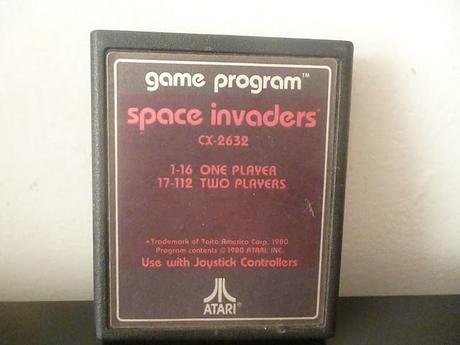 game program™
space invaders*
CX-2632
1-16 ONE PLAYER
17-112 TWO PLAYERS
*Trademark of Taito America Corp. 1980
Program contents © 1980 ATARI, INC.
Use with Joystick Controllers
ATARI®